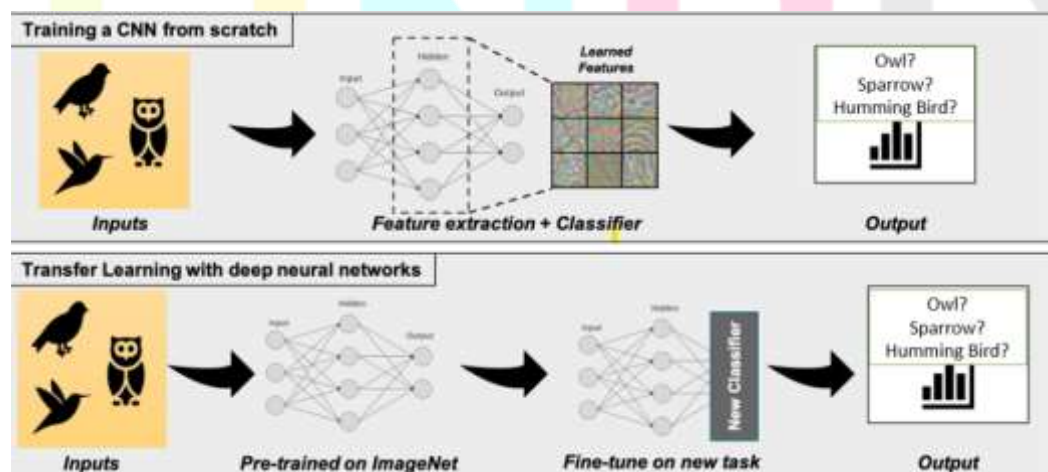 Training a CNN from scratch
Input
Hidden
Output
Learned
Features
Owl?
Sparrow?
Humming Bird?
Inputs
Feature extraction + Classifier
Output
Transfer Learning with deep neural networks
Input
Hidden
Output
Input
Hidden
New Classifier
Owl?
Sparrow?
Humming Bird?
Inputs
Pre-trained on ImageNet
Fine-tune on new task
Output